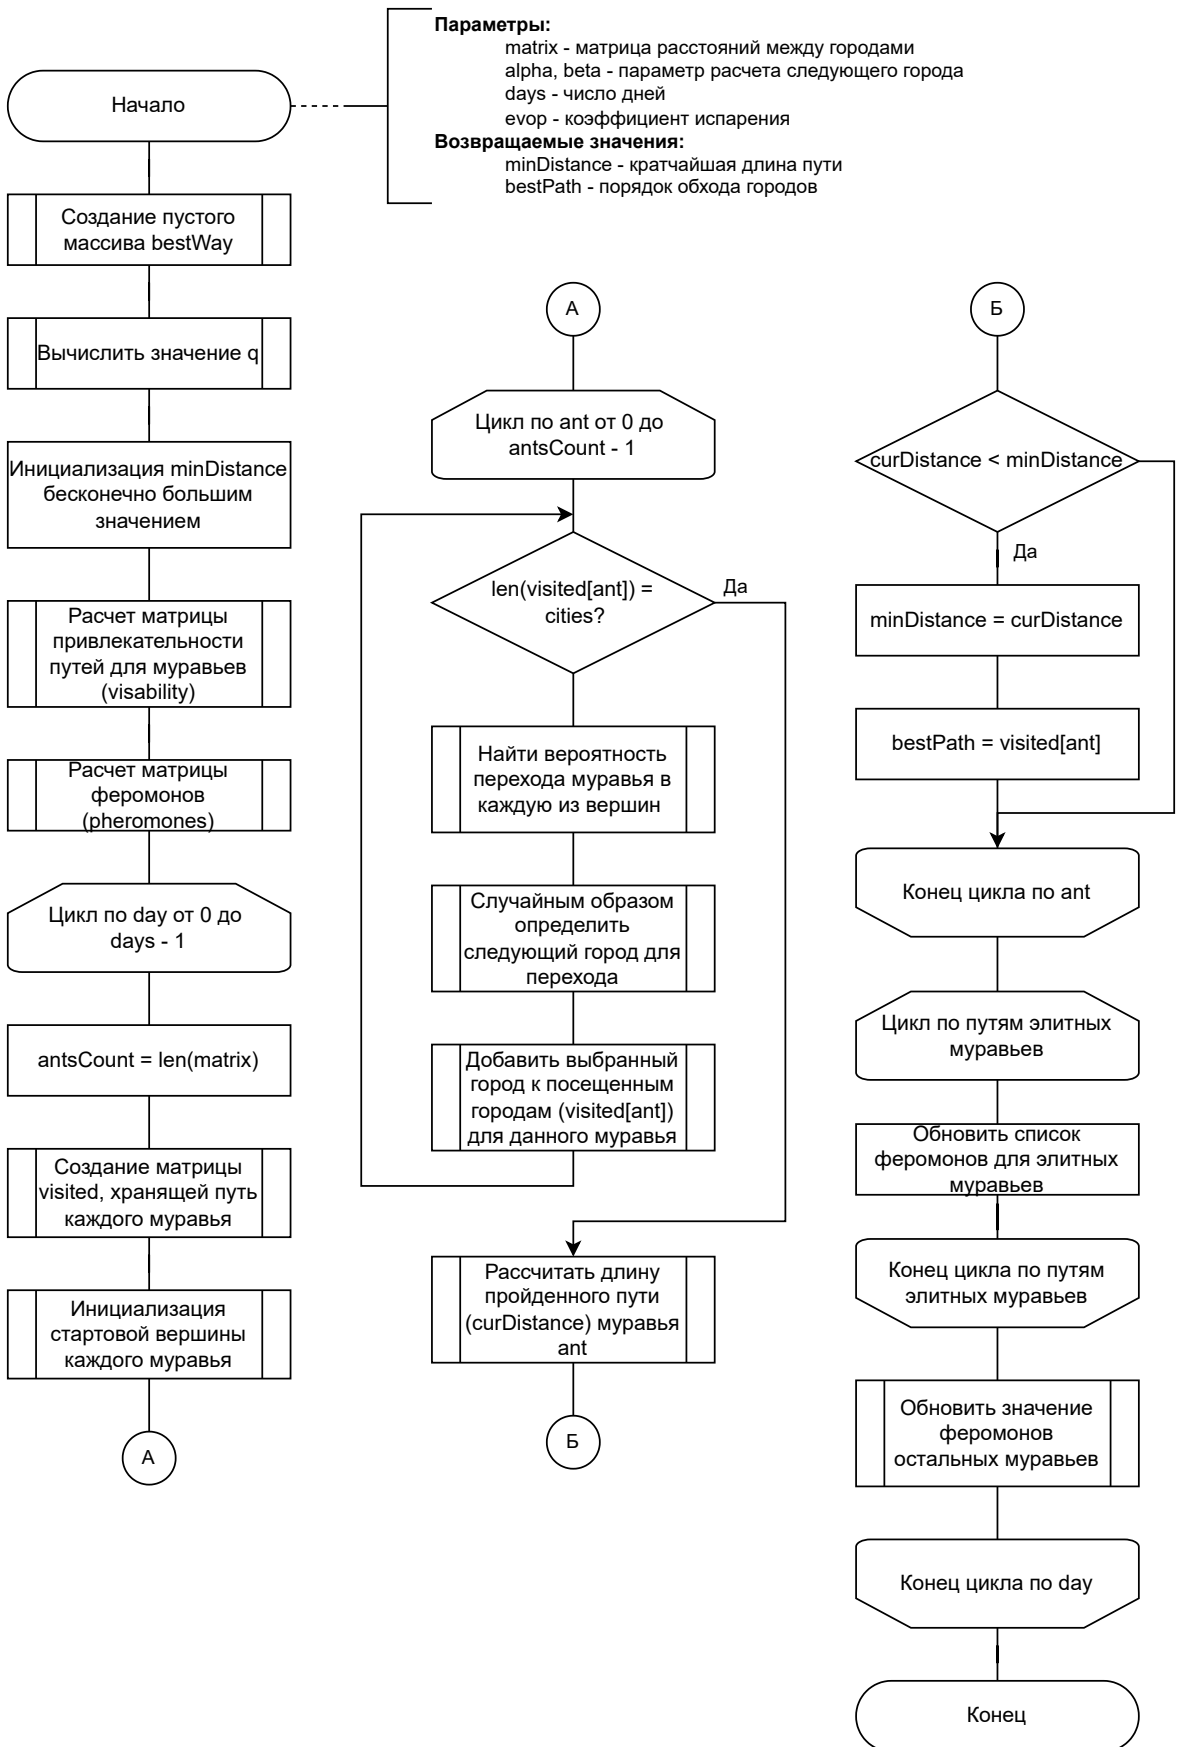 Параметры:
matrix - матрица расстояний между городами
alpha, beta - параметр расчета следующего города
days - число дней
evop - коэффициент испарения
Возвращаемые значения:
minDistance - кратчайшая длина пути
bestPath - порядок обхода городов
Начало
Создание пустого
массива bestWay
Вычислить значение q
Инициализация minDistance
бесконечно большим
значением
Расчет матрицы
привлекательности
путей для муравьев
(visability)
Расчет матрицы
феромонов
(pheromones)
Цикл по day от 0 до
days - 1
antsCount = len(matrix)
Создание матрицы
visited, хранящей путь
каждого муравья
Инициализация
стартовой вершины
каждого муравья
А
А
Цикл по ant от 0 до
antsCount - 1
len(visited[ant]) =
cities?
Да
Найти вероятность
перехода муравья в
каждую из вершин
Случайным образом
определить
следующий город для
перехода
Добавить выбранный
город к посещенным
городам (visited[ant])
для данного муравья
Рассчитать длину
пройденного пути
(curDistance) муравья
ant
Б
Б
curDistance < minDistance
Да
minDistance = curDistance
bestPath = visited[ant]
Конец цикла по ant
Цикл по путям элитных
муравьев
Обновить список
феромонов для элитных
муравьев
Конец цикла по путям
элитных муравьев
Обновить значение
феромонов
остальных муравьев
Конец цикла по day
Конец